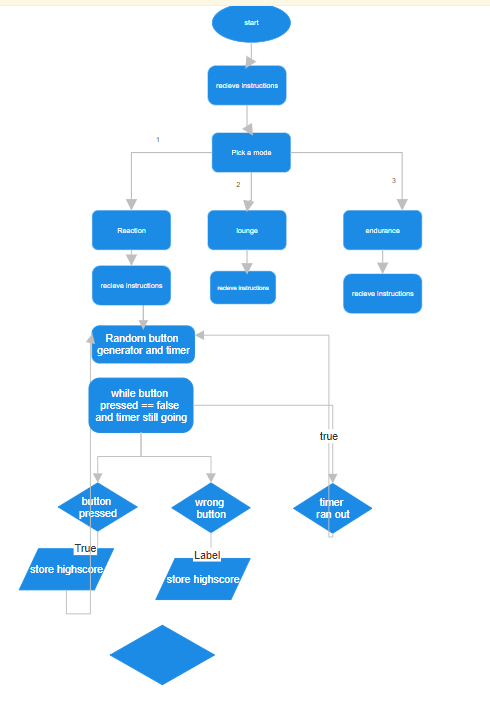 start
recieve instructions
Pick a mode
1
2
3
Reaction
lounge
endurance
recieve instructions
recieve instructions
recieve instructions
Random button
generator and timer
while button
pressed == false
and timer still going
true
button
pressed
wrong
button
timer
ran out
True
Label
store highscore
store highscore